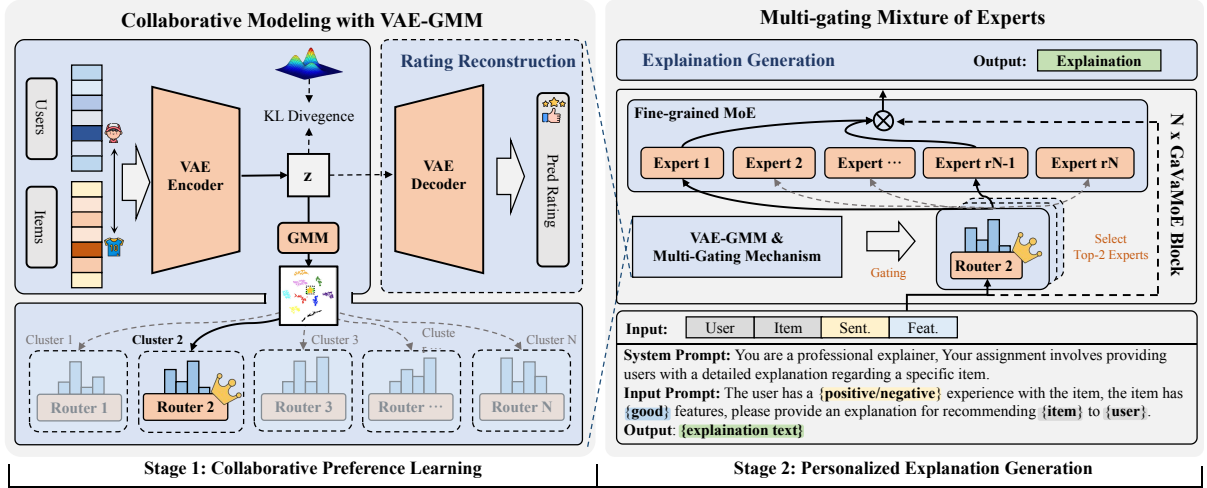 Collaborative Modeling with VAE-GMM
Users
Items
VAE
Encoder
KL Divergence
z
GMM
Rating Reconstruction
VAE
Decoder
Pred Rating
Cluster 1
Cluster 2
Cluster 3
Cluste
Cluster N
Router 1
Router 2
Router 3
Router ⋯
Router N
Stage 1: Collaborative Preference Learning
Multi-gating Mixture of Experts
Explaination Generation
Output: Explaination
Fine-grained MoE
Expert 1
Expert 2
Expert ⋯
Expert rN-1
Expert rN
N x GaVaMoE Block
VAE-GMM &
Multi-Gating Mechanism
Gating
Router 2
Select
Top-2 Experts
Input: User Item Sent. Feat.
System Prompt: You are a professional explainer, Your assignment involves providing
users with a detailed explanation regarding a specific item.
Input Prompt: The user has a {positive/negative} experience with the item, the item has
{good} features, please provide an explanation for recommending {item} to {user}.
Output: {explaination text}
Stage 2: Personalized Explanation Generation